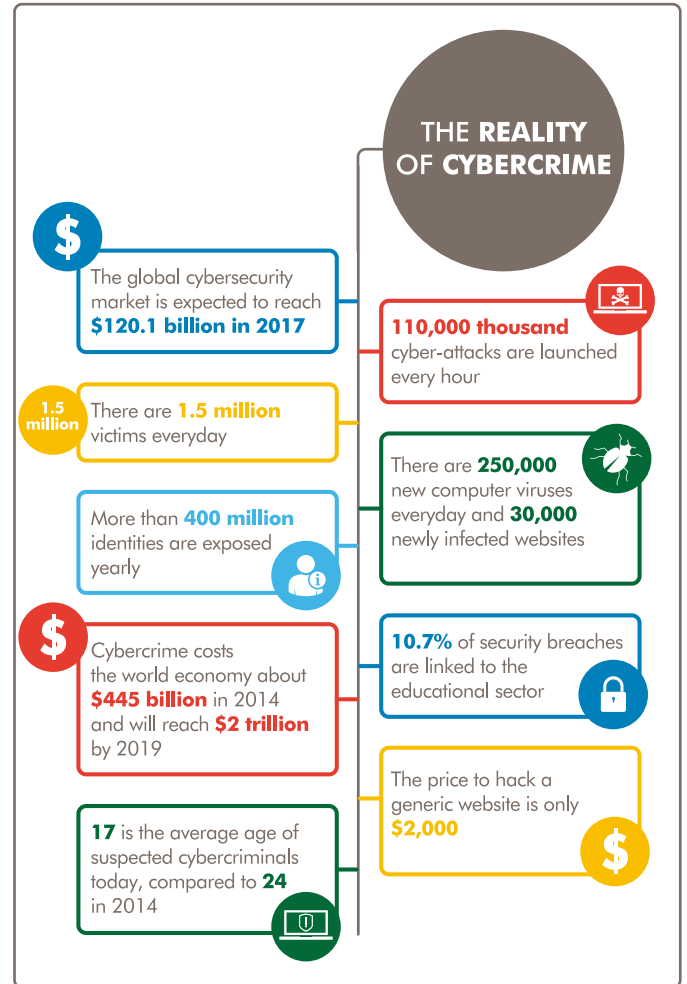 THE REALITY
OF CYBERCRIME
$
The global cybersecurity
market is expected to reach
$120.1 billion in 2017
110,000 thousand
cyber-attacks are launched
every hour
1.5
million
There are 1.5 million
victims everyday
There are 250,000
new computer viruses
everyday and 30,000
newly infected websites
More than 400 million
identities are exposed
yearly
i
$
Cybercrime costs
the world economy about
$445 billion in 2014
and will reach $2 trillion
by 2019
10.7% of security breaches
are linked to the
educational sector
The price to hack a
generic website is only
$2,000
$
17 is the average age of
suspected cybercriminals
today, compared to 24
in 2014
!